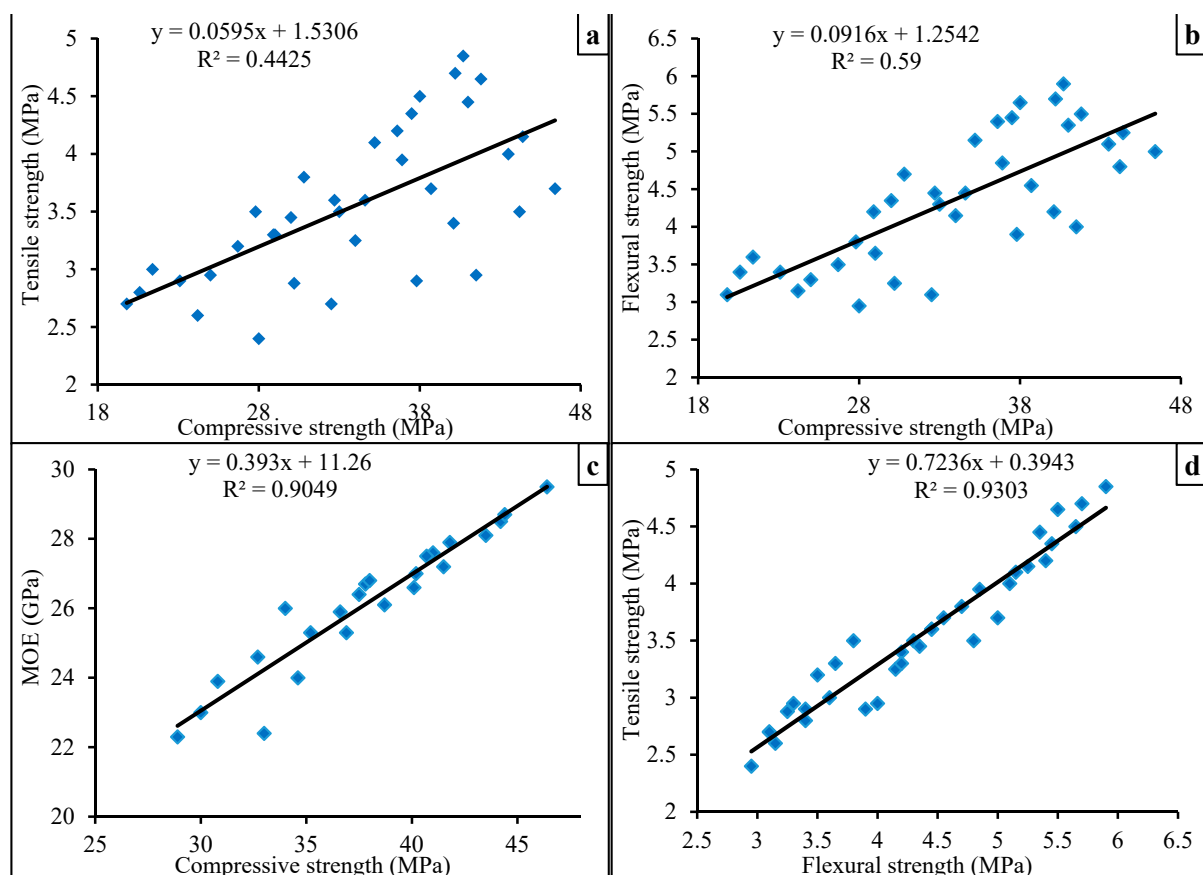 y = 0.0595x + 1.5306
R² = 0.4425
a
Tensile strength (MPa)
5
4.5
4
3.5
3
2.5
2
18
28
38
48
Compressive strength (MPa)
y = 0.0916x + 1.2542
R² = 0.59
b
Flexural strength (MPa)
6.5
6
5.5
5
4.5
4
3.5
3
2.5
2
18
28
38
48
Compressive strength (MPa)
y = 0.393x + 11.26
R² = 0.9049
c
MOE (GPa)
30
28
26
24
22
20
25
30
35
40
45
Compressive strength (MPa)
y = 0.7236x + 0.3943
R² = 0.9303
d
Tensile strength (MPa)
5
4.5
4
3.5
3
2.5
2
2.5
3
3.5
4
4.5
5
5.5
6
6.5
Flexural strength (MPa)